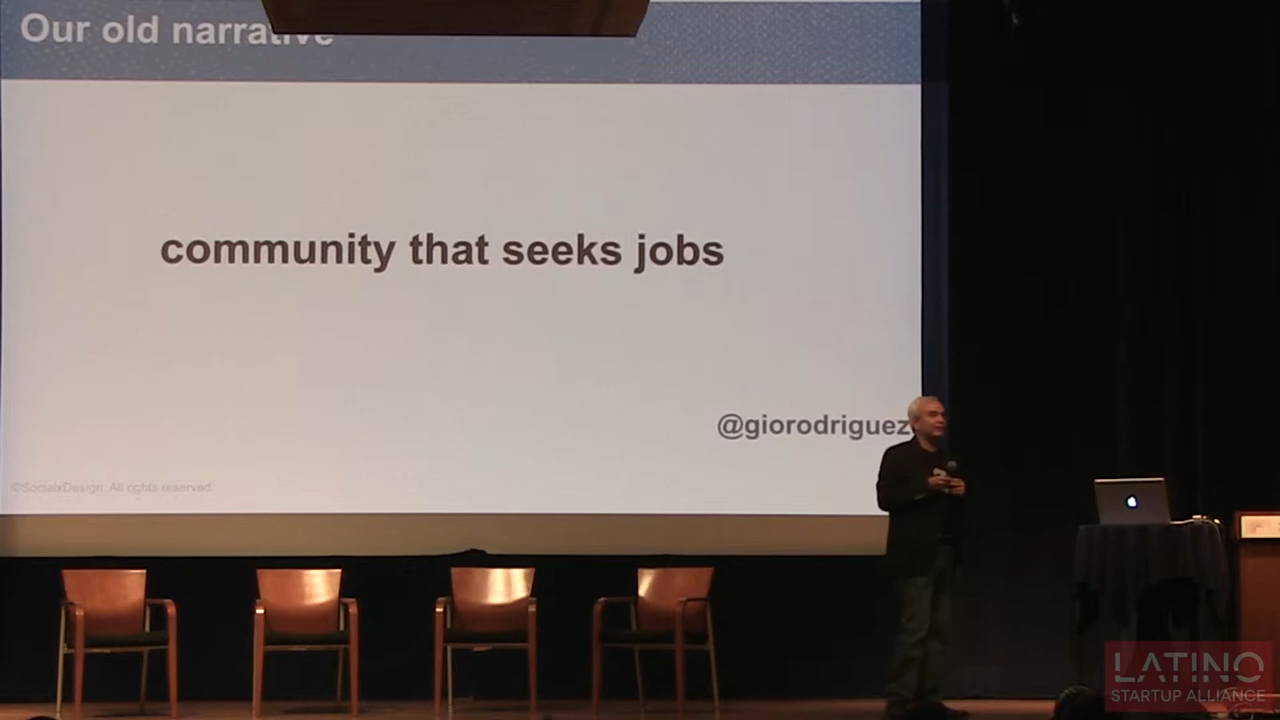 Our old narrative
community that seeks jobs
@giorodriguez
©SocialxDesign. All rights reserved.
LATINO
STARTUP ALLIANCE